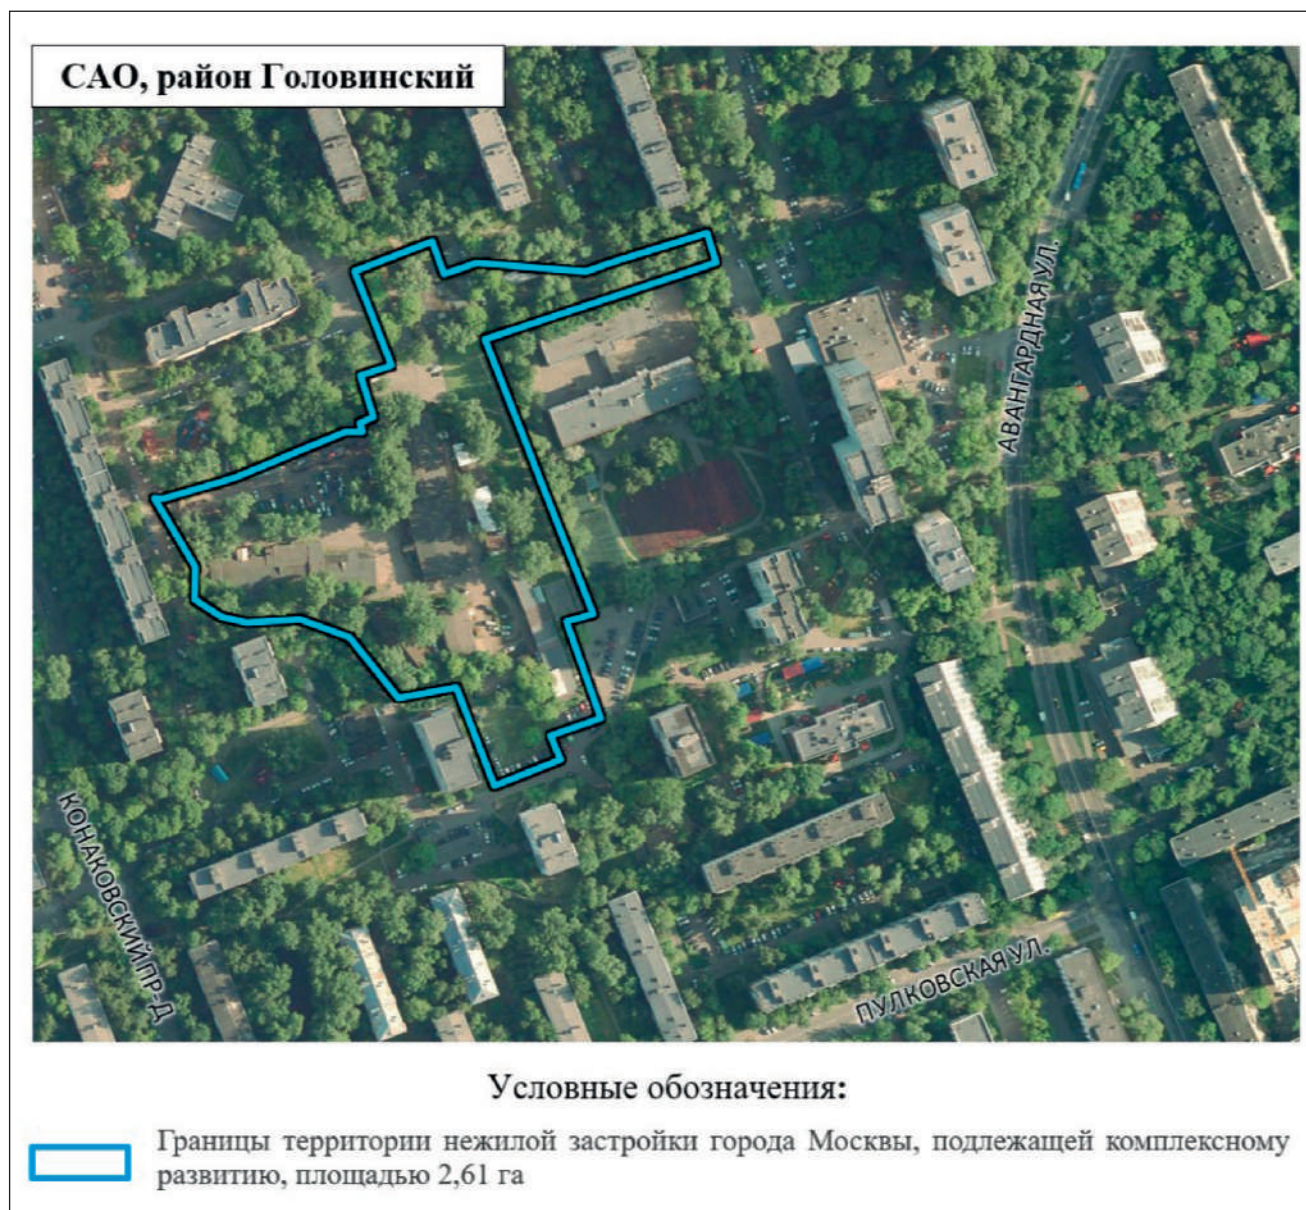 САО, район Головинский
АВАНГАРДНАЯ УЛ.
КОНАКОВСКИЙ ПР-Д
ПУЛКОВСКАЯ УЛ.
Условные обозначения:
Границы территории нежилой застройки города Москвы, подлежащей комплексному
развитию, площадью 2,61 га